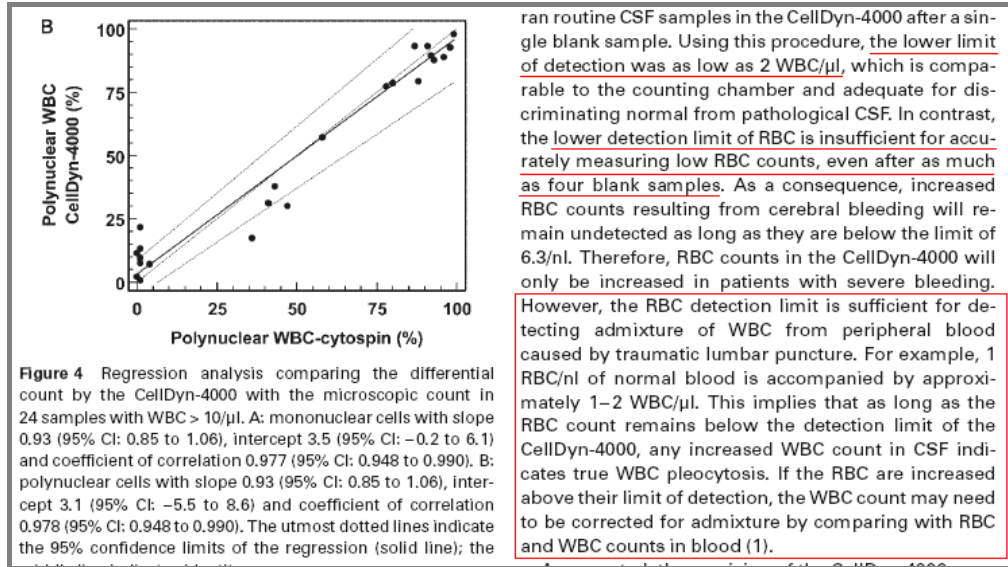 B
100
75
50
25
0
Polynuclear WBC
CellDyn-4000 (%)
0 25 50 75 100
Polynuclear WBC-cytospin (%)
Figure 4 Regression analysis comparing the differential
count by the CellDyn-4000 with the microscopic count in
24 samples with WBC > 10/µl. A: mononuclear cells with slope
0.93 (95% CI: 0.85 to 1.06), intercept 3.5 (95% CI: −0.2 to 6.1)
and coefficient of correlation 0.977 (95% CI: 0.948 to 0.990). B:
polynuclear cells with slope 0.93 (95% CI: 0.85 to 1.06), inter-
cept 3.1 (95% CI: −5.5 to 8.6) and coefficient of correlation
0.978 (95% CI: 0.948 to 0.990). The utmost dotted lines indicate
the 95% confidence limits of the regression (solid line); the
ran routine CSF samples in the CellDyn-4000 after a sin-
gle blank sample. Using this procedure, the lower limit
of detection was as low as 2 WBC/µl, which is compa-
rable to the counting chamber and adequate for dis-
criminating normal from pathological CSF. In contrast,
the lower detection limit of RBC is insufficient for accu-
rately measuring low RBC counts, even after as much
as four blank samples. As a consequence, increased
RBC counts resulting from cerebral bleeding will re-
main undetected as long as they are below the limit of
6.3/nl. Therefore, RBC counts in the CellDyn-4000 will
only be increased in patients with severe bleeding.
However, the RBC detection limit is sufficient for de-
tecting admixture of WBC from peripheral blood
caused by traumatic lumbar puncture. For example, 1
RBC/nl of normal blood is accompanied by approxi-
mately 1–2 WBC/µl. This implies that as long as the
RBC count remains below the detection limit of the
CellDyn-4000, any increased WBC count in CSF indi-
cates true WBC pleocytosis. If the RBC are increased
above their limit of detection, the WBC count may need
to be corrected for admixture by comparing with RBC
and WBC counts in blood (1).